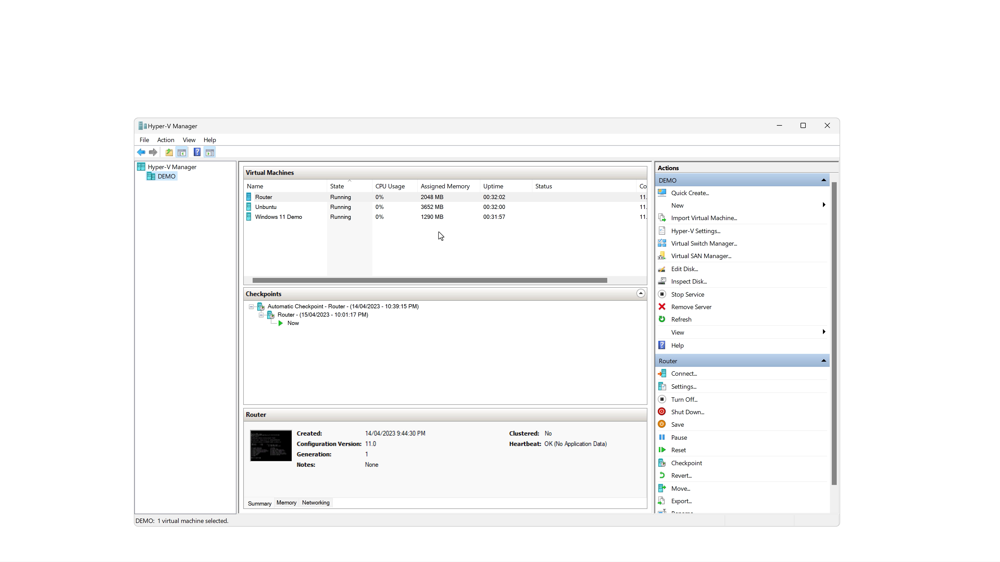 Hyper-V Manager
File Action View Help
Hyper-V Manager
DEMO
Virtual Machines
Name State CPU Usage Assigned Memory Uptime Status Co
Router Running 0% 2048 MB 00:32:02 11.
Unbuntu Running 0% 3652 MB 00:32:00 11.
Windows 11 Demo Running 0% 1290 MB 00:31:57 11.
Checkpoints
Automatic Checkpoint - Router - (14/04/2023 - 10:39:15 PM)
Router - (15/04/2023 - 10:01:17 PM)
Now
Router
Created: 14/04/2023 9:44:30 PM Clustered: No
Configuration Version: 11.0 Heartbeat: OK (No Application Data)
Generation: 1
Notes: None
Summary Memory Networking
Actions
DEMO
Quick Create...
New
Import Virtual Machine...
Hyper-V Settings...
Virtual Switch Manager...
Virtual SAN Manager...
Edit Disk...
Inspect Disk...
Stop Service
Remove Server
Refresh
View
Help
Router
Connect...
Settings...
Turn Off...
Shut Down...
Save
Pause
Reset
Checkpoint
Revert...
Move...
Export...
DEMO: 1 virtual machine selected.